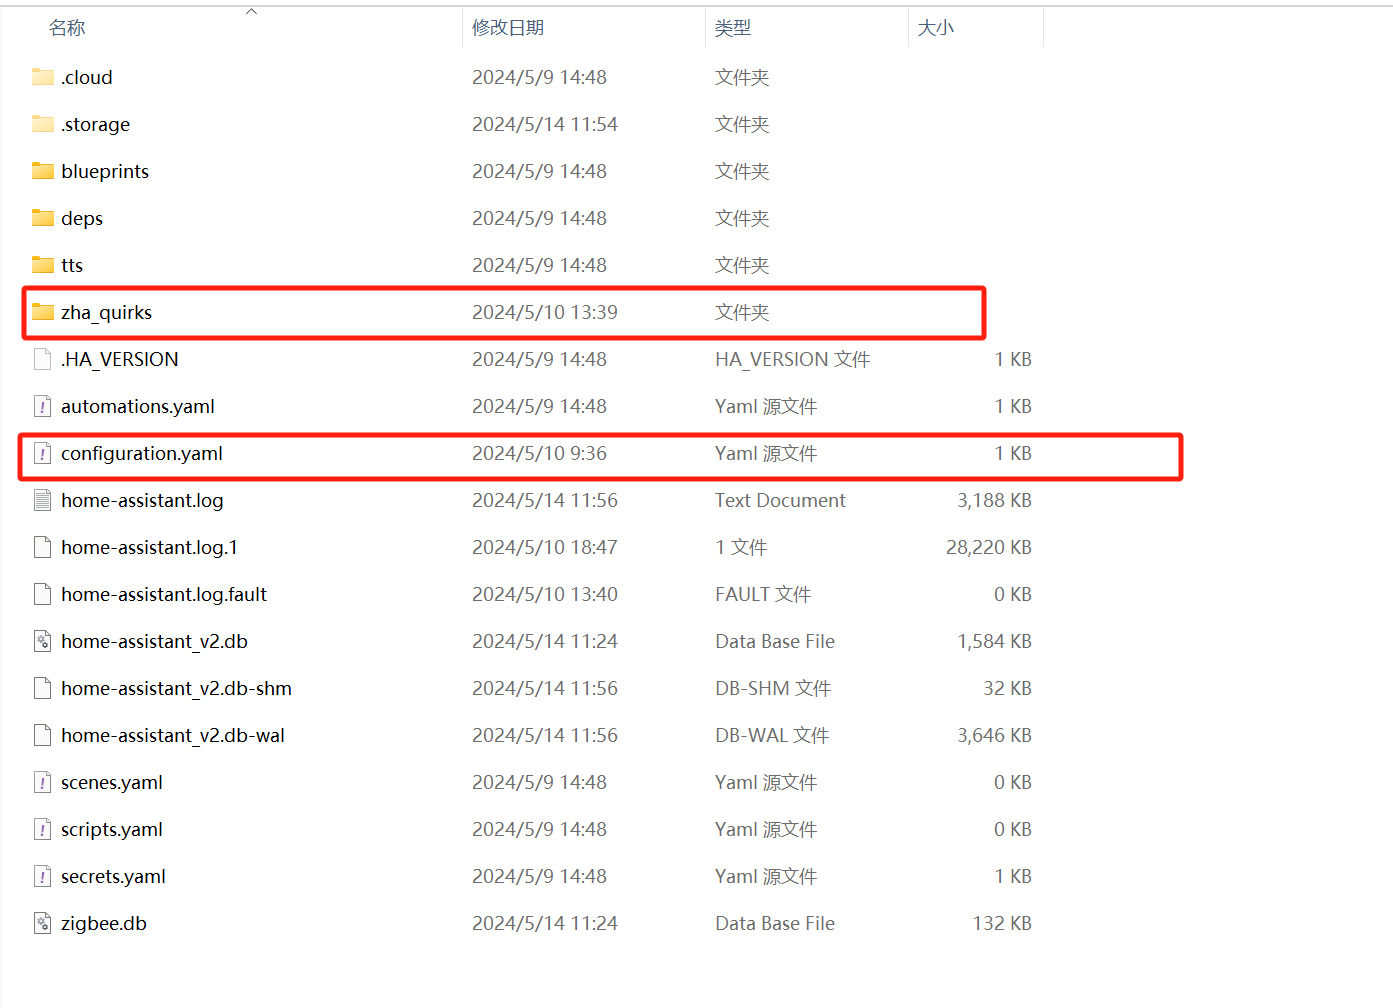 名称 修改日期 类型 大小
.cloud 2024/5/9 14:48 文件夹
.storage 2024/5/14 11:54 文件夹
blueprints 2024/5/9 14:48 文件夹
deps 2024/5/9 14:48 文件夹
tts 2024/5/9 14:48 文件夹
zha_quirks 2024/5/10 13:39 文件夹
.HA_VERSION 2024/5/9 14:48 HA_VERSION 文件 1 KB
automations.yaml 2024/5/9 14:48 Yaml 源文件 1 KB
configuration.yaml 2024/5/10 9:36 Yaml 源文件 1 KB
home-assistant.log 2024/5/14 11:56 Text Document 3,188 KB
home-assistant.log.1 2024/5/10 18:47 1 文件 28,220 KB
home-assistant.log.fault 2024/5/10 13:40 FAULT 文件 0 KB
home-assistant_v2.db 2024/5/14 11:24 Data Base File 1,584 KB
home-assistant_v2.db-shm 2024/5/14 11:56 DB-SHM 文件 32 KB
home-assistant_v2.db-wal 2024/5/14 11:56 DB-WAL 文件 3,646 KB
scenes.yaml 2024/5/9 14:48 Yaml 源文件 0 KB
scripts.yaml 2024/5/9 14:48 Yaml 源文件 0 KB
secrets.yaml 2024/5/9 14:48 Yaml 源文件 1 KB
zigbee.db 2024/5/14 11:24 Data Base File 132 KB